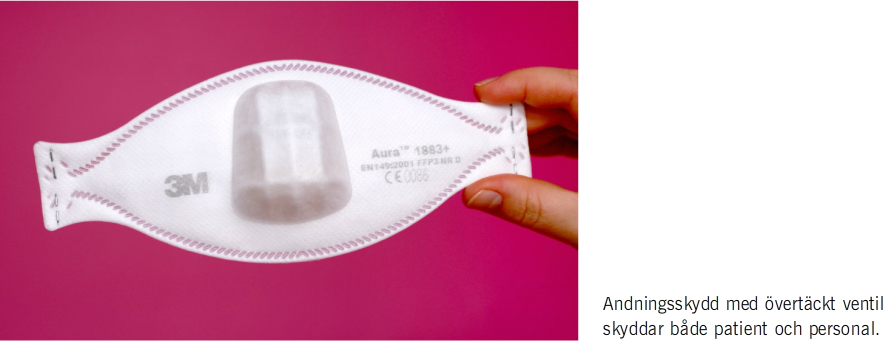 3M
Aura™ 1883+
EN149:2001 FFP3 NR D
CE 0086
Andningsskydd med övertäckt ventil
skyddar både patient och personal.